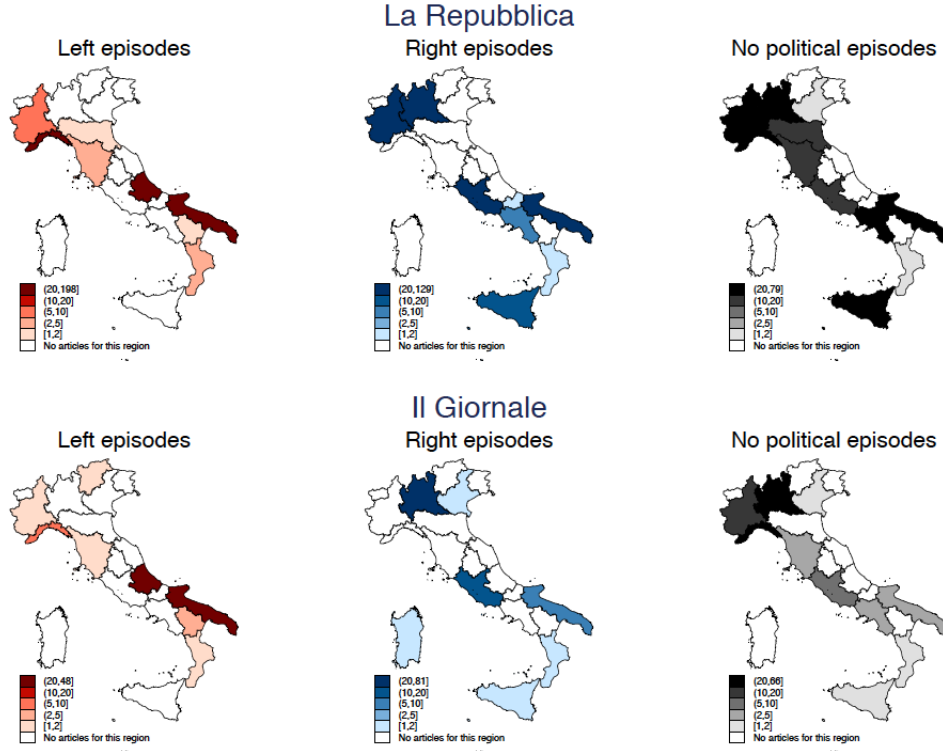 La Repubblica
Left episodes
Right episodes
No political episodes
(20,198]
(10,20]
(5,10]
(2,5]
[1,2]
No articles for this region
(20,129]
(10,20]
(5,10]
(2,5]
[1,2]
No articles for this region
(20,79]
(10,20]
(5,10]
(2,5]
[1,2]
No articles for this region
Il Giornale
Left episodes
Right episodes
No political episodes
(20,48]
(10,20]
(5,10]
(2,5]
[1,2]
No articles for this region
(20,81]
(10,20]
(5,10]
(2,5]
[1,2]
No articles for this region
(20,66]
(10,20]
(5,10]
(2,5]
[1,2]
No articles for this region